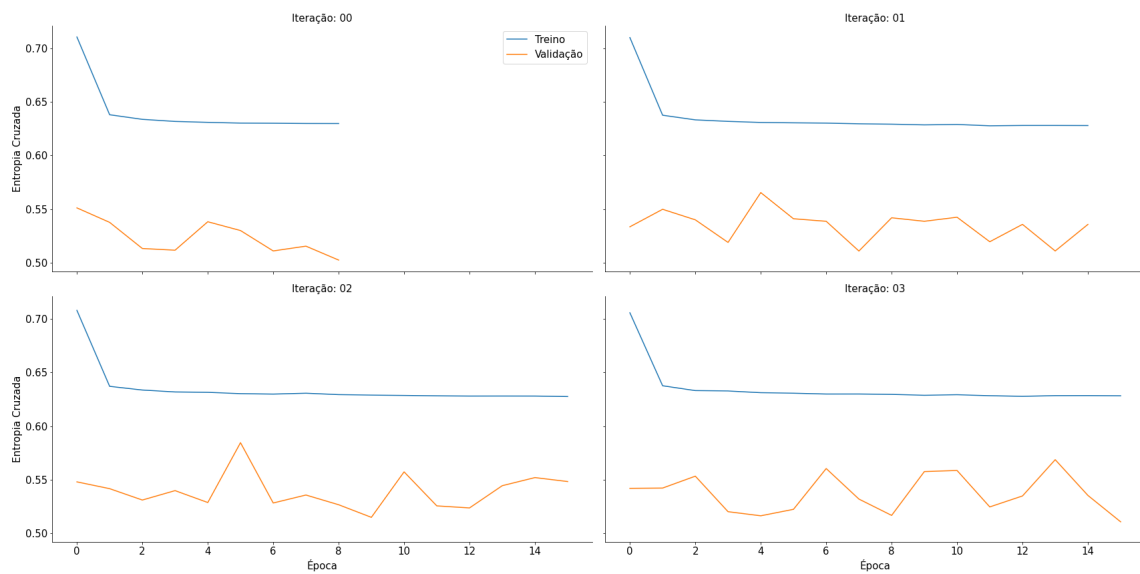 Iteração: 00
Iteração: 01
Treino
Validação
Entropia Cruzada
0.70
0.65
0.60
0.55
0.50
Iteração: 02
Iteração: 03
Entropia Cruzada
0.70
0.65
0.60
0.55
0.50
0 2 4 6 8 10 12 14
0 2 4 6 8 10 12 14
Época
Época